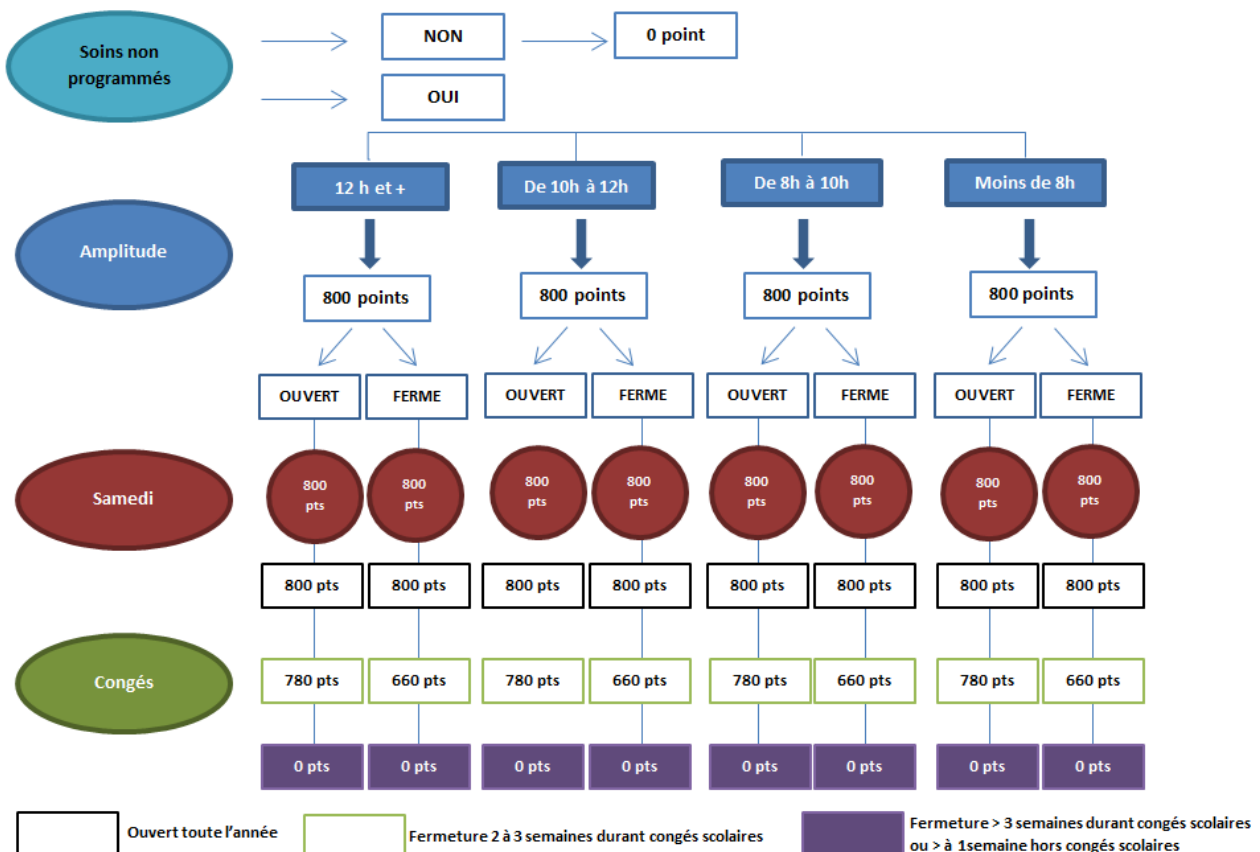 Soins non
programmés
NON
0 point
OUI
Amplitude
12 h et +
De 10h à 12h
De 8h à 10h
Moins de 8h
800 points
800 points
800 points
800 points
OUVERT
FERME
OUVERT
FERME
OUVERT
FERME
OUVERT
FERME
Samedi
800
pts
800
pts
800
pts
800
pts
800
pts
800
pts
800
pts
800
pts
800 pts
800 pts
800 pts
800 pts
800 pts
800 pts
800 pts
800 pts
Congés
780 pts
660 pts
780 pts
660 pts
780 pts
660 pts
780 pts
660 pts
0 pts
0 pts
0 pts
0 pts
0 pts
0 pts
0 pts
0 pts
Ouvert toute l'année
Fermeture 2 à 3 semaines durant congés scolaires
Fermeture > 3 semaines durant congés scolaires
ou > à 1semaine hors congés scolaires